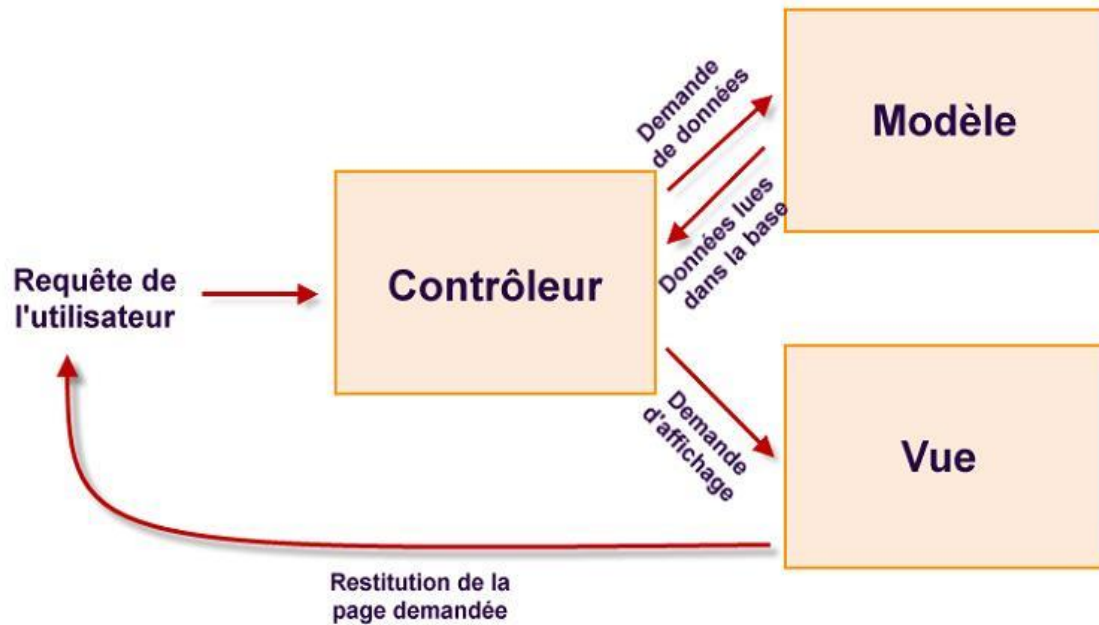 Demande
de données
Modèle
Données lues
dans la base
Contrôleur
Requête de
l'utilisateur
Demande
d'affichage
Vue
Restitution de la
page demandée